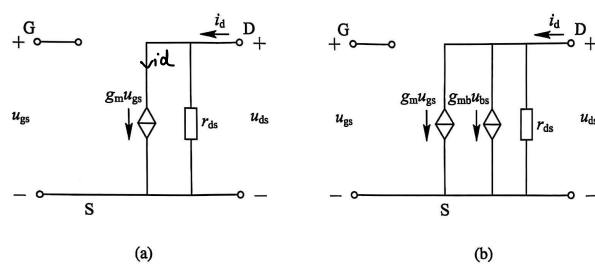 G
i_d
D
+
+
id
g_m u_gs
u_gs
r_ds
u_ds
−
−
S
(a)
G
i_d
D
+
+
g_m u_gs
g_mb u_bs
u_gs
r_ds
u_ds
−
−
S
(b)